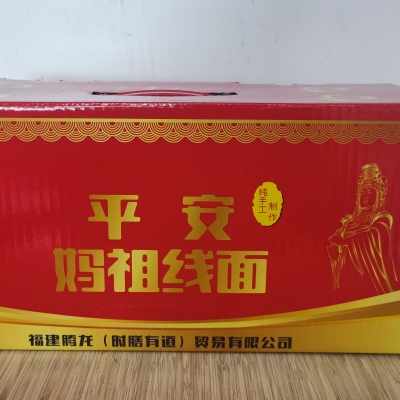 平安
纯手工
制作
妈祖线面
福建腾龙（时膳有道）贸易有限公司